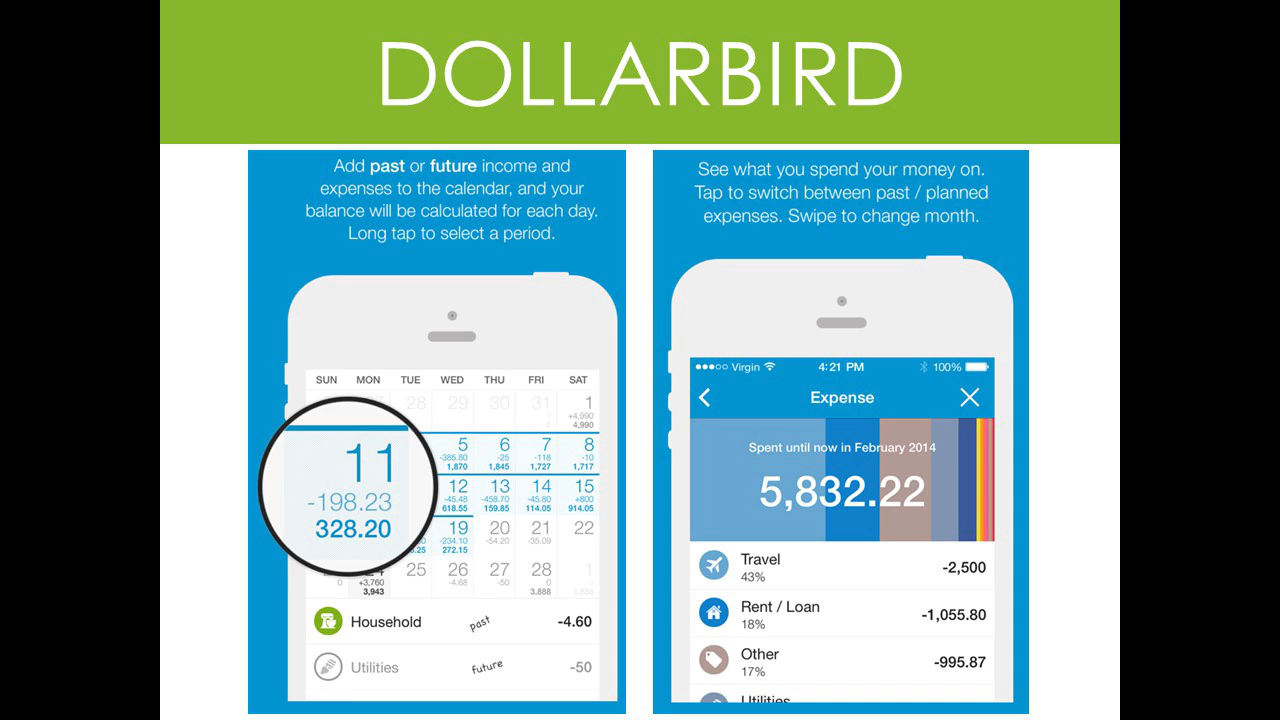 DOLLARBIRD
Add past or future income and
expenses to the calendar, and your
balance will be calculated for each day.
Long tap to select a period.
SUN MON TUE WED THU FRI SAT
28 29 30 31 1
+4,990
4,990
5 6 7 8
-385.80 -25 -118 -10
1,870 1,845 1,727 1,717
11
-198.23
328.20
12 13 14 15
-45.48 -458.70 -45.80 +800
618.55 159.85 114.05 914.05
19 20 21 22
-234.10 -54.20 -35.09
272.15
25 26 27 28 1
0 +3,760 -4.68 -50 0
3,943 3,888 3,888
Household past -4.60
Utilities future -50
See what you spend your money on.
Tap to switch between past / planned
expenses. Swipe to change month.
Virgin 4:21 PM 100%
Expense
Spent until now in February 2014
5,832.22
Travel
43%
-2,500
Rent / Loan
18%
-1,055.80
Other
17%
-995.87
Utilities